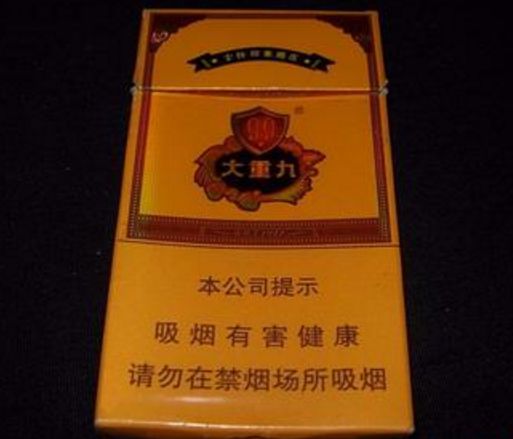 大重九
本公司提示
吸烟有害健康
请勿在禁烟场所吸烟